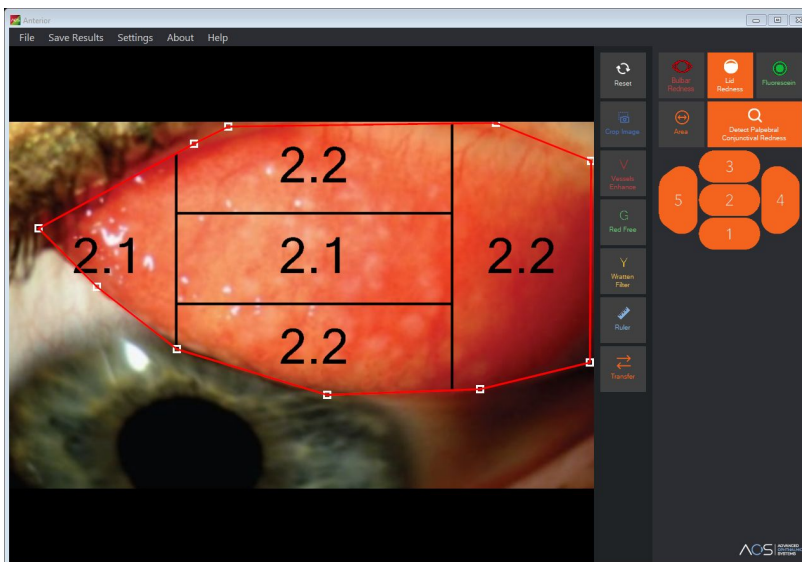 Anterior
File Save Results Settings About Help
Reset
Crop Image
Vessels
Enhance
G
Red Free
Y
Wratten
Filter
Ruler
Transfer
Bulbar
Redness
Lid
Redness
Fluorescein
Area
Detect Palpebral
Conjunctival Redness
3
5 2 4
1
2.2
2.1 2.1 2.2
2.2
AOS ADVANCED
OPHTHALMIC
SYSTEMS